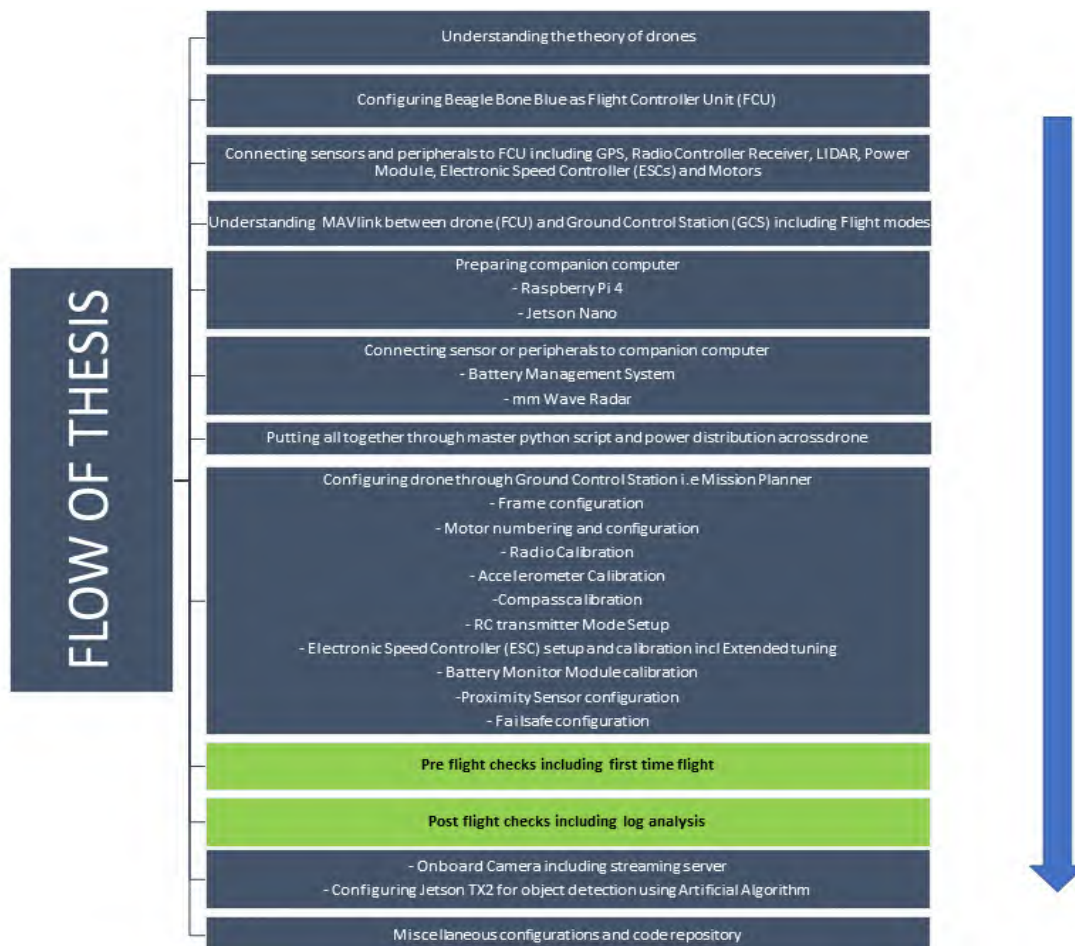 FLOW OF THESIS
Understanding the theory of drones
Configuring Beagle Bone Blue as Flight Controller Unit (FCU)
Connecting sensors and peripherals to FCU including GPS, Radio Controller Receiver, LIDAR, Power
Module, Electronic Speed Controller (ESCs) and Motors
Understanding MAVlink between drone (FCU) and Ground Control Station (GCS) including Flight modes
Preparing companion computer
- Raspberry Pi 4
- Jetson Nano
Connecting sensor or peripherals to companion computer
- Battery Management System
- mm Wave Radar
Putting all together through master python script and power distribution across drone
Configuring drone through Ground Control Station i.e Mission Planner
- Frame configuration
- Motor numbering and configuration
- Radio Calibration
- Accelerometer Calibration
-Compass calibration
- RC transmitter Mode Setup
- Electronic Speed Controller (ESC) setup and calibration incl Extended tuning
- Battery Monitor Module calibration
-Proximity Sensor configuration
- Failsafe configuration
Pre flight checks including first time flight
Post flight checks including log analysis
- Onboard Camera including streaming server
- Configuring Jetson TX2 for object detection using Artificial Algorithm
Miscellaneous configurations and code repository